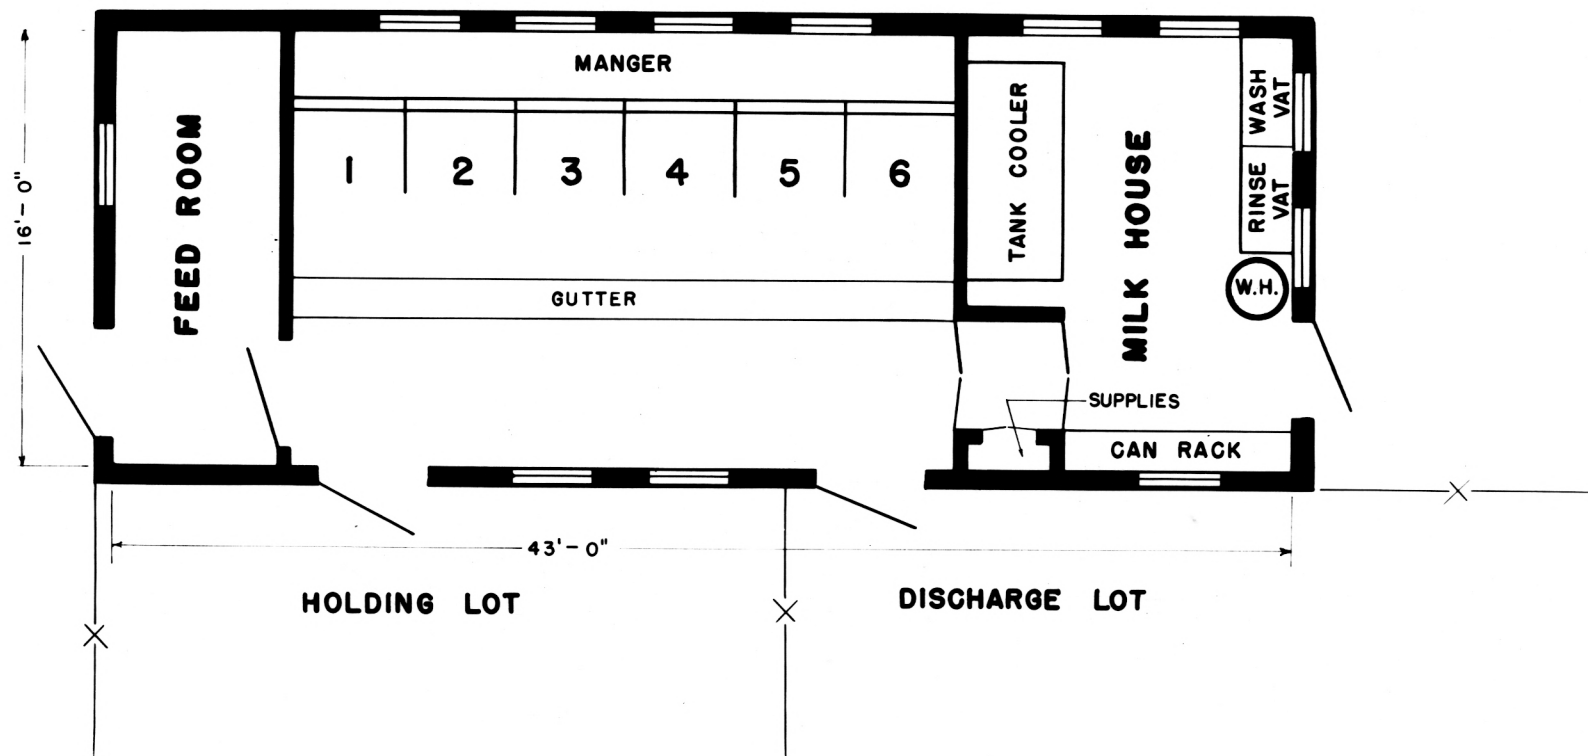 MANGER
16'-0"
FEED ROOM
1 2 3 4 5 6
GUTTER
TANK COOLER
MILK HOUSE
WASH
VAT
RINSE
VAT
W.H.
SUPPLIES
CAN RACK
43'-0"
HOLDING LOT
DISCHARGE LOT